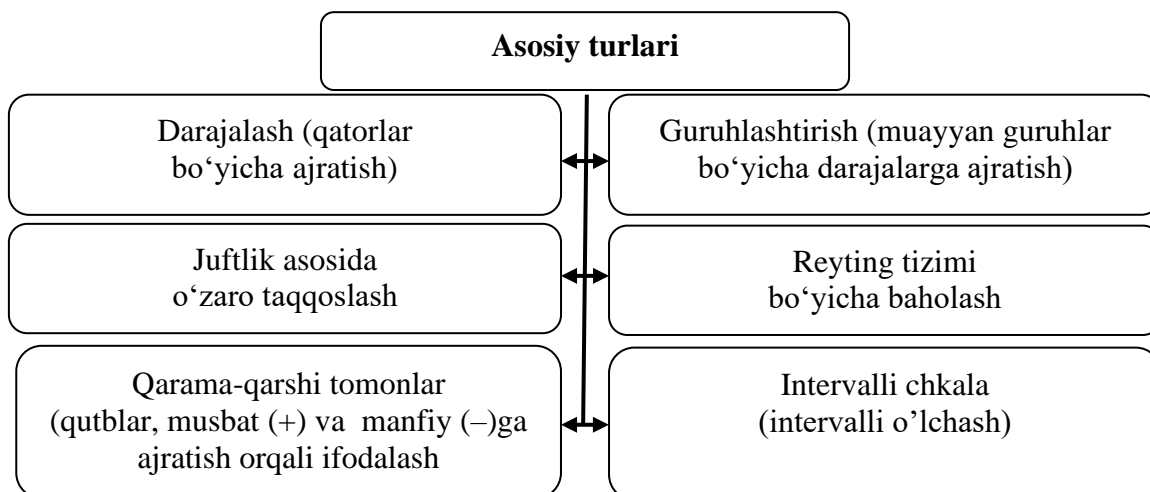 Asosiy turlari
Darajalash (qatorlar
bo‘yicha ajratish)
Guruhlashtirish (muayyan guruhlar
bo‘yicha darajalarga ajratish)
Juftlik asosida
o‘zaro taqqoslash
Reyting tizimi
bo‘yicha baholash
Qarama-qarshi tomonlar
(qutblar, musbat (+) va manfiy (–)ga
ajratish orqali ifodalash
Intervalli chkala
(intervalli o’lchash)